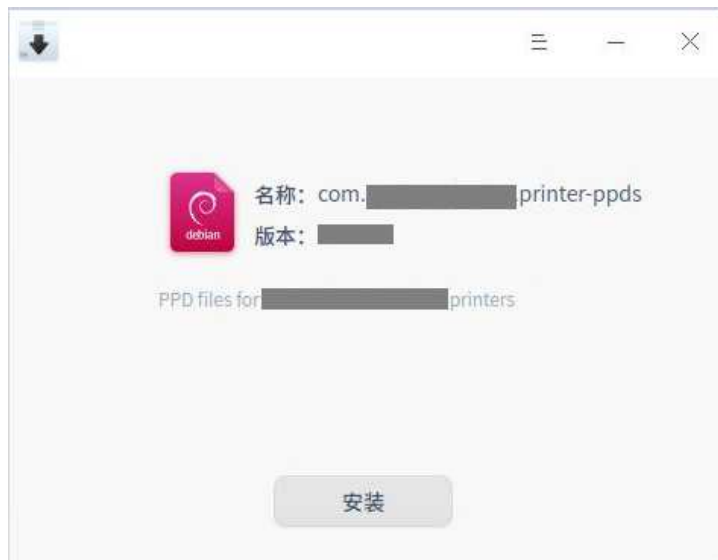 debian
名称: com. printer-ppds
版本:
PPD files for printers
安装